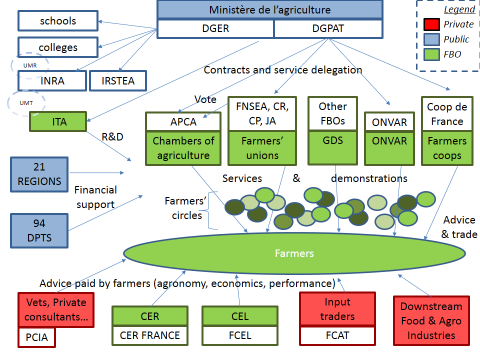 Ministère de l'agriculture
DGER
DGPAT
Legend
Private
Public
FBO
schools
colleges
UMR
INRA
IRSTEA
UMT
ITA
R&D
Contracts and service delegation
Vote
APCA
Chambers of
agriculture
FNSEA, CR,
CP, JA
Farmers'
unions
Other
FBOs
GDS
ONVAR
ONVAR
Coop de
France
Farmers
coops
21
REGIONS
Financial
support
94
DPTS
Services & demonstrations
Farmers'
circles
Advice
& trade
Farmers
Advice paid by farmers (agronomy, economics, performance)
Vets, Private
consultants...
PCIA
CER
CER FRANCE
CEL
FCEL
Input
traders
FCAT
Downstream
Food & Agro
Industries